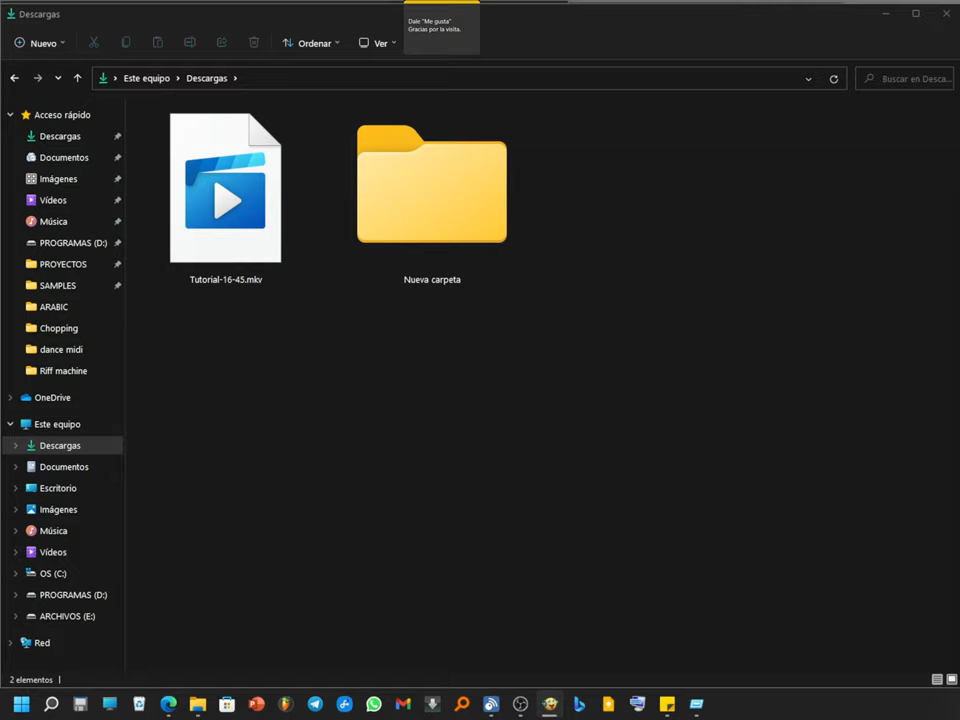 Descargas
Dale "Me gusta"
Gracias por la visita.
Nuevo
Ordenar
Ver
Este equipo
Descargas
Buscar en Desca...
Acceso rápido
Descargas
Documentos
Imágenes
Vídeos
Música
PROGRAMAS (D:)
PROYECTOS
SAMPLES
ARABIC
Chopping
dance midi
Riff machine
OneDrive
Este equipo
Descargas
Documentos
Escritorio
Imágenes
Música
Vídeos
OS (C:)
PROGRAMAS (D:)
ARCHIVOS (E:)
Red
Tutorial-16-45.mkv
Nueva carpeta
2 elementos